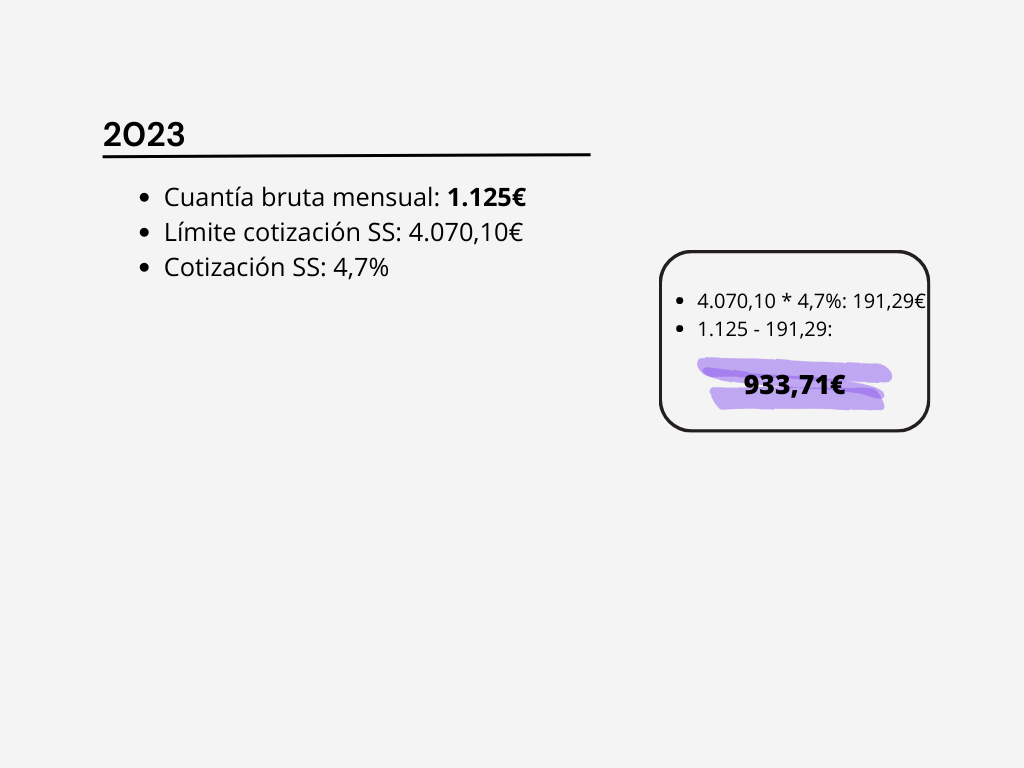 2023
• Cuantía bruta mensual: 1.125€
• Límite cotización SS: 4.070,10€
• Cotización SS: 4,7%
• 4.070,10 * 4,7%: 191,29€
• 1.125 - 191,29:
933,71€